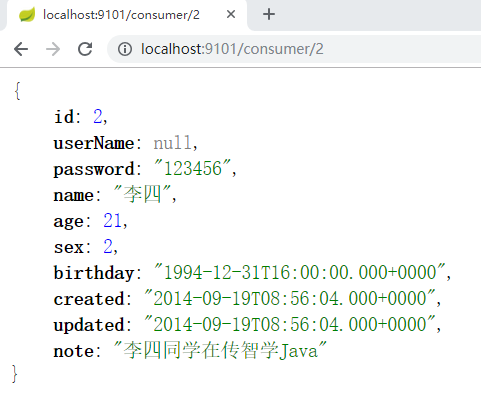 localhost:9101/consumer/2
localhost:9101/consumer/2
{
id: 2,
userName: null,
password: "123456",
name: "李四",
age: 21,
sex: 2,
birthday: "1994-12-31T16:00:00.000+0000",
created: "2014-09-19T08:56:04.000+0000",
updated: "2014-09-19T08:56:04.000+0000",
note: "李四同学在传智学Java"
}